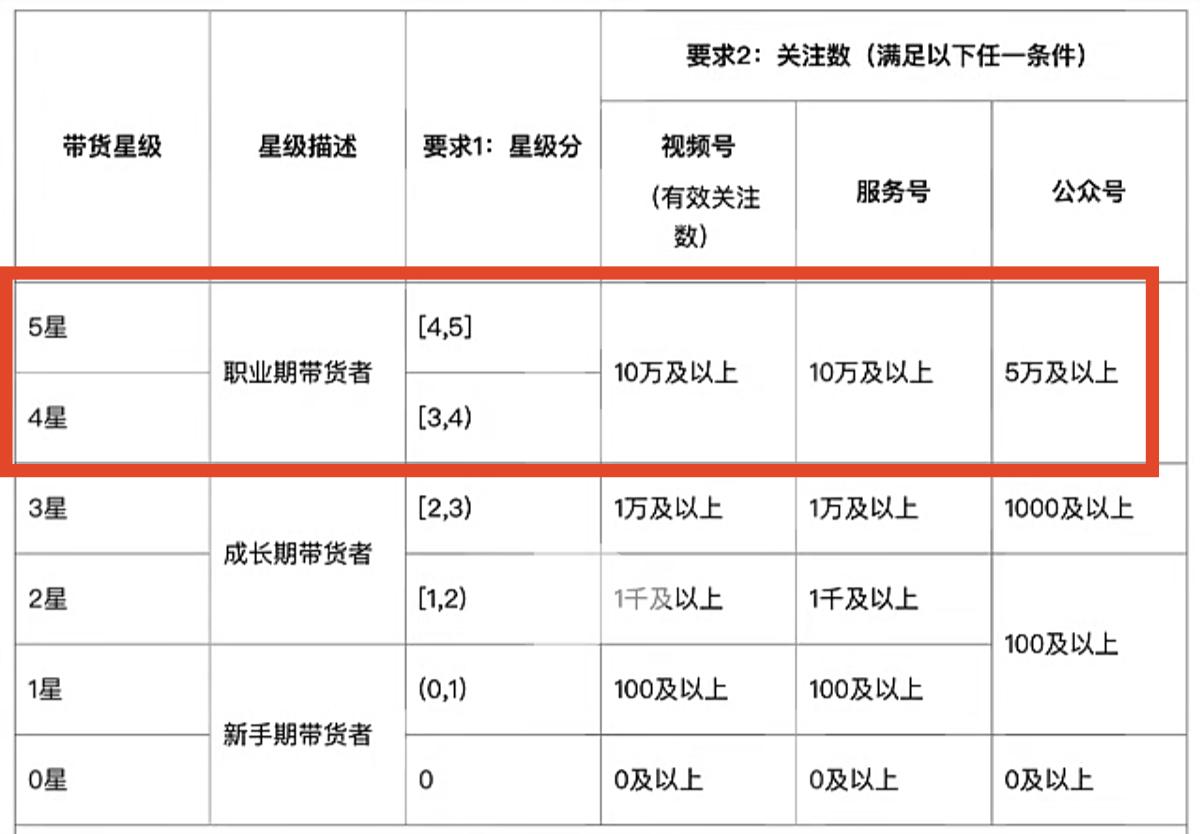 带货星级
星级描述
要求1：星级分
要求2：关注数（满足以下任一条件）
视频号
（有效关注
数）
服务号
公众号
5星
职业期带货者
[4,5]
10万及以上
10万及以上
5万及以上
4星
[3,4)
3星
成长期带货者
[2,3)
1万及以上
1万及以上
1000及以上
2星
[1,2)
1千及以上
1千及以上
100及以上
1星
新手期带货者
(0,1)
100及以上
100及以上
0星
0
0及以上
0及以上
0及以上